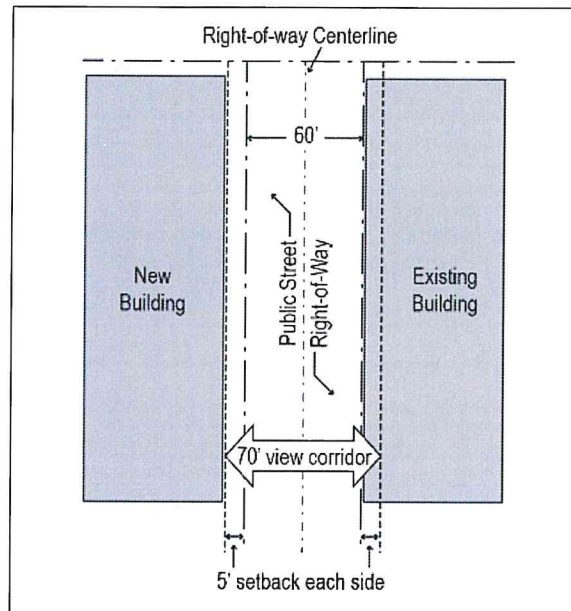 Right-of-way Centerline
60'
Public Street
Right-of-Way
New
Building
Existing
Building
70' view corridor
5' setback each side